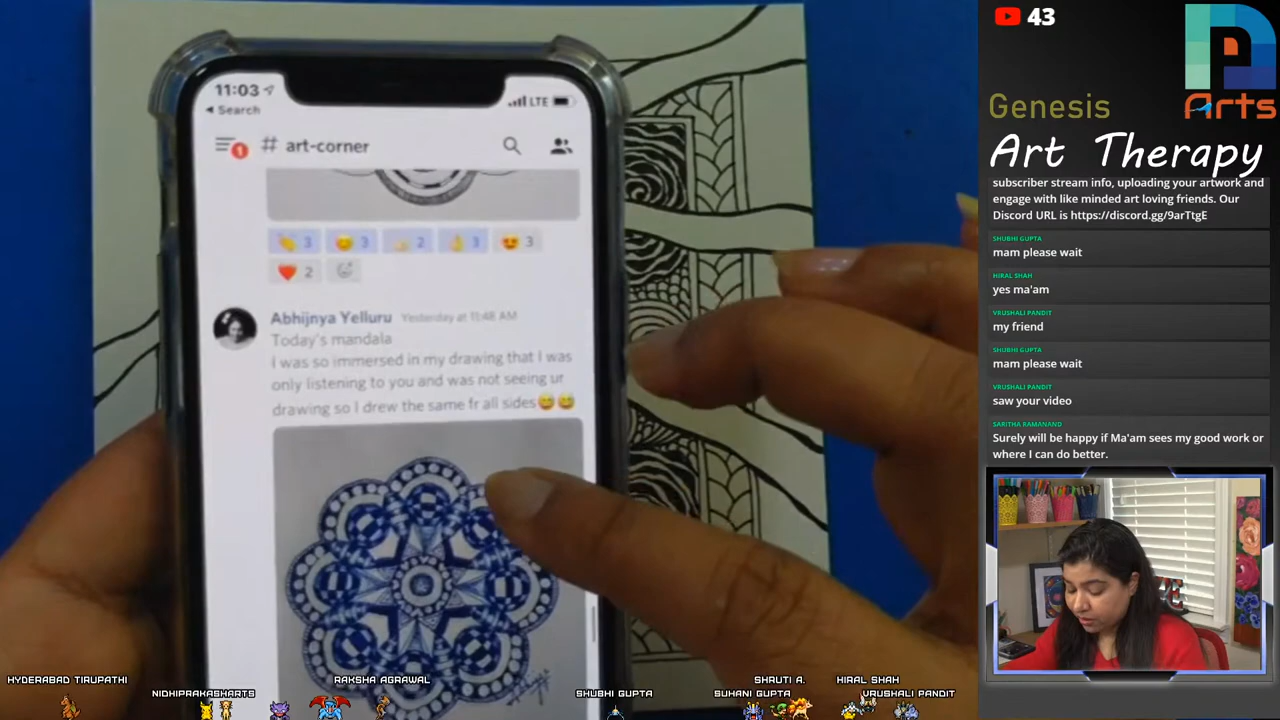 11:03
LTE
Search
1
# art-corner
3
3
2
3
3
2
Abhijnya Yelluru Yesterday at 11:48 AM
Today's mandala
I was so immersed in my drawing that I was
only listening to you and was not seeing ur
drawing so I drew the same fr all sides😅😅
43
Arts
Genesis
Art Therapy
subscriber stream info, uploading your artwork and
engage with like minded art loving friends. Our
Discord URL is https://discord.gg/9arTtgE
SHUBHI GUPTA
mam please wait
HIRAL SHAH
yes ma'am
VRUSHALI PANDIT
my friend
SHUBHI GUPTA
mam please wait
VRUSHALI PANDIT
saw your video
SARITHA RAMANAND
Surely will be happy if Ma'am sees my good work or
where I can do better.
HYDERABAD TIRUPATHI
NIDHIPRAKASHARTS
RAKSHA AGRAWAL
SHUBHI GUPTA
SHRUTI A.
SUHANI GUPTA
HIRAL SHAH
VRUSHALI PANDIT